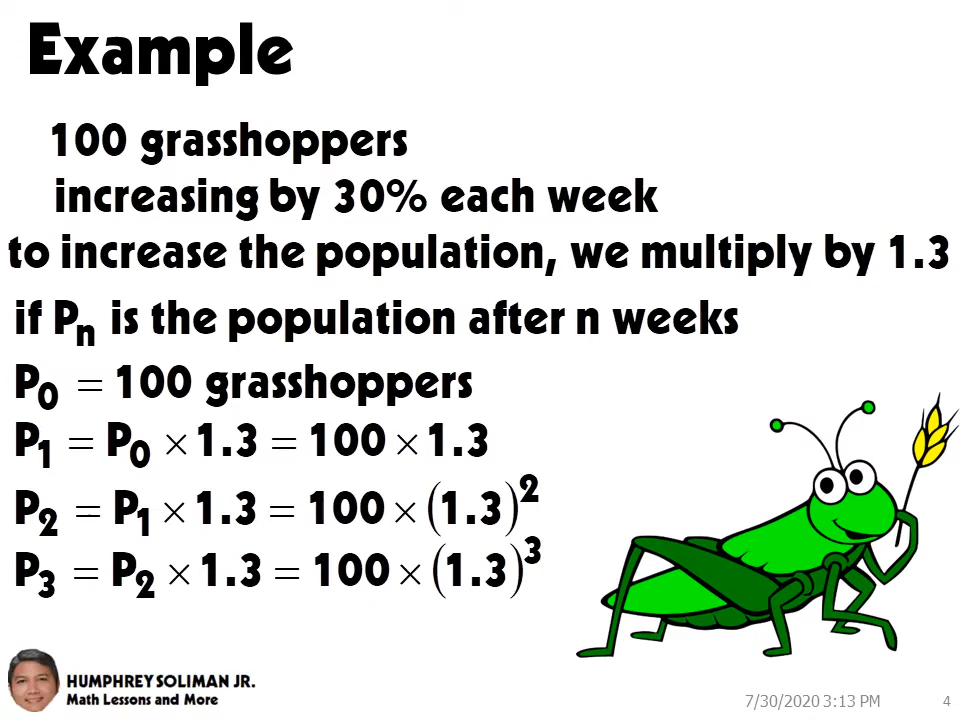 Example
100 grasshoppers
increasing by 30% each week
to increase the population, we multiply by 1.3
if Pₙ is the population after n weeks
P₀ = 100 grasshoppers
P₁ = P₀ × 1.3 = 100 × 1.3
P₂ = P₁ × 1.3 = 100 × (1.3)²
P₃ = P₂ × 1.3 = 100 × (1.3)³
HUMPHREY SOLIMAN JR.
Math Lessons and More
7/30/2020 3:13 PM
4